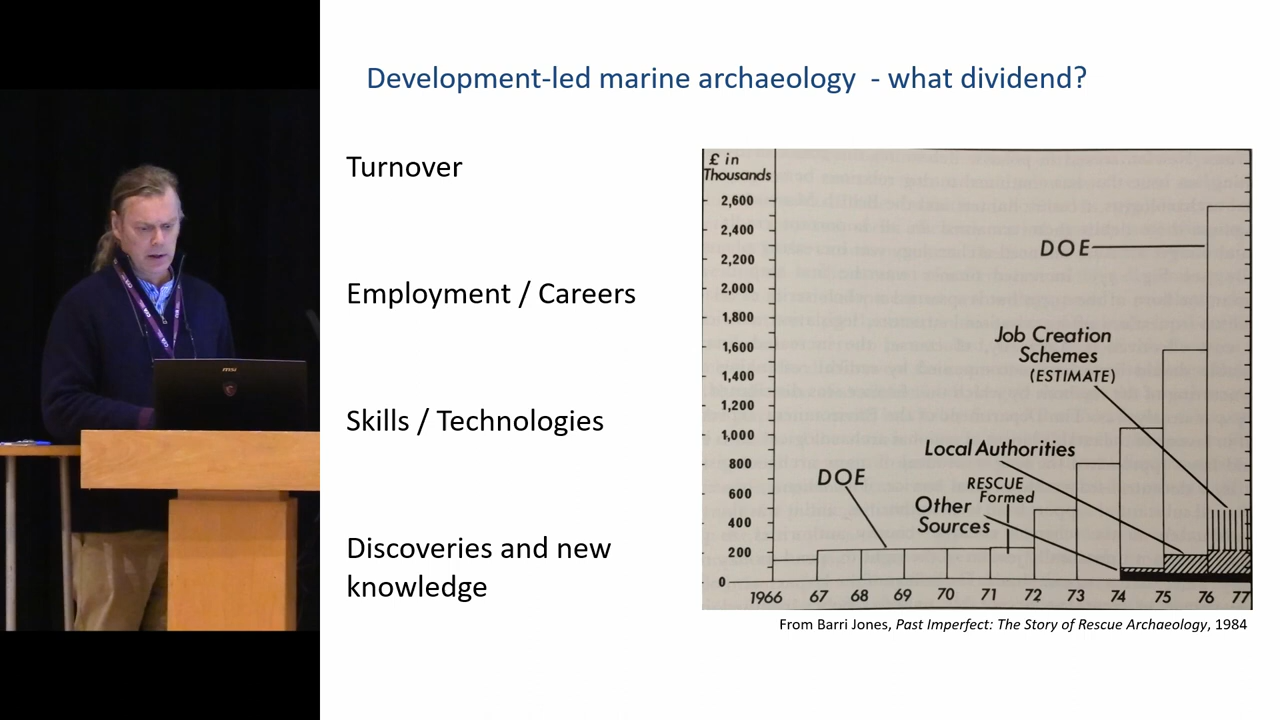 Development-led marine archaeology - what dividend?
Turnover
Employment / Careers
Skills / Technologies
Discoveries and new
knowledge
£ in
Thousands
2,600
2,400
2,200
2,000
1,800
1,600
1,400
1,200
1,000
800
600
400
200
0
DOE
Job Creation
Schemes
(ESTIMATE)
Local Authorities
DOE
RESCUE
Formed
Other
Sources
1966 67 68 69 70 71 72 73 74 75 76 77
From Barri Jones, Past Imperfect: The Story of Rescue Archaeology, 1984
msi